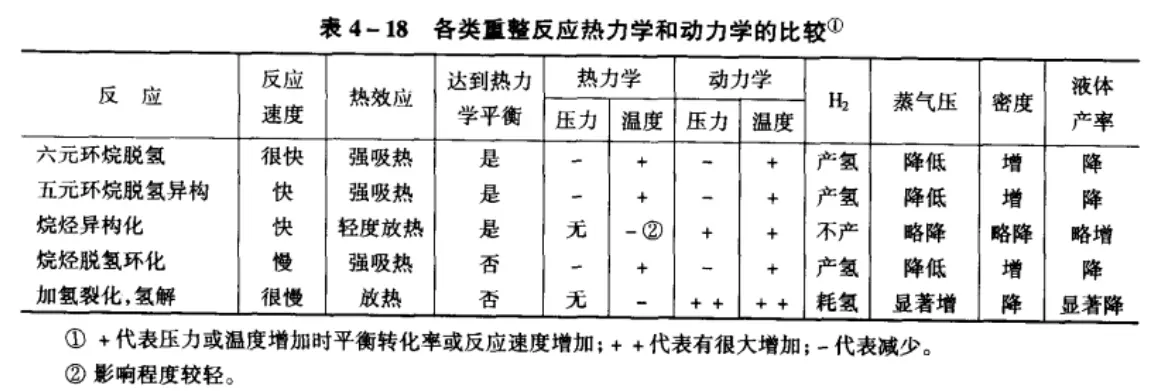 表4-18 各类重整反应热力学和动力学的比较①
反应 反应速度 热效应 达到热力学平衡 热力学 动力学 H₂ 蒸气压 密度 液体产率
压力 温度 压力 温度
六元环烷脱氢 很快 强吸热 是 - + - + 产氢 降低 增 降
五元环烷脱氢异构 快 强吸热 是 - + - + 产氢 降低 增 降
烷烃异构化 快 轻度放热 是 无 -② + + 不产 略降 略降 略增
烷烃脱氢环化 慢 强吸热 否 - + - + 产氢 降低 增 降
加氢裂化,氢解 很慢 放热 否 无 - ++ ++ 耗氢 显著增 降 显著降
① +代表压力或温度增加时平衡转化率或反应速度增加;++代表有很大增加;-代表减少。
② 影响程度较轻。